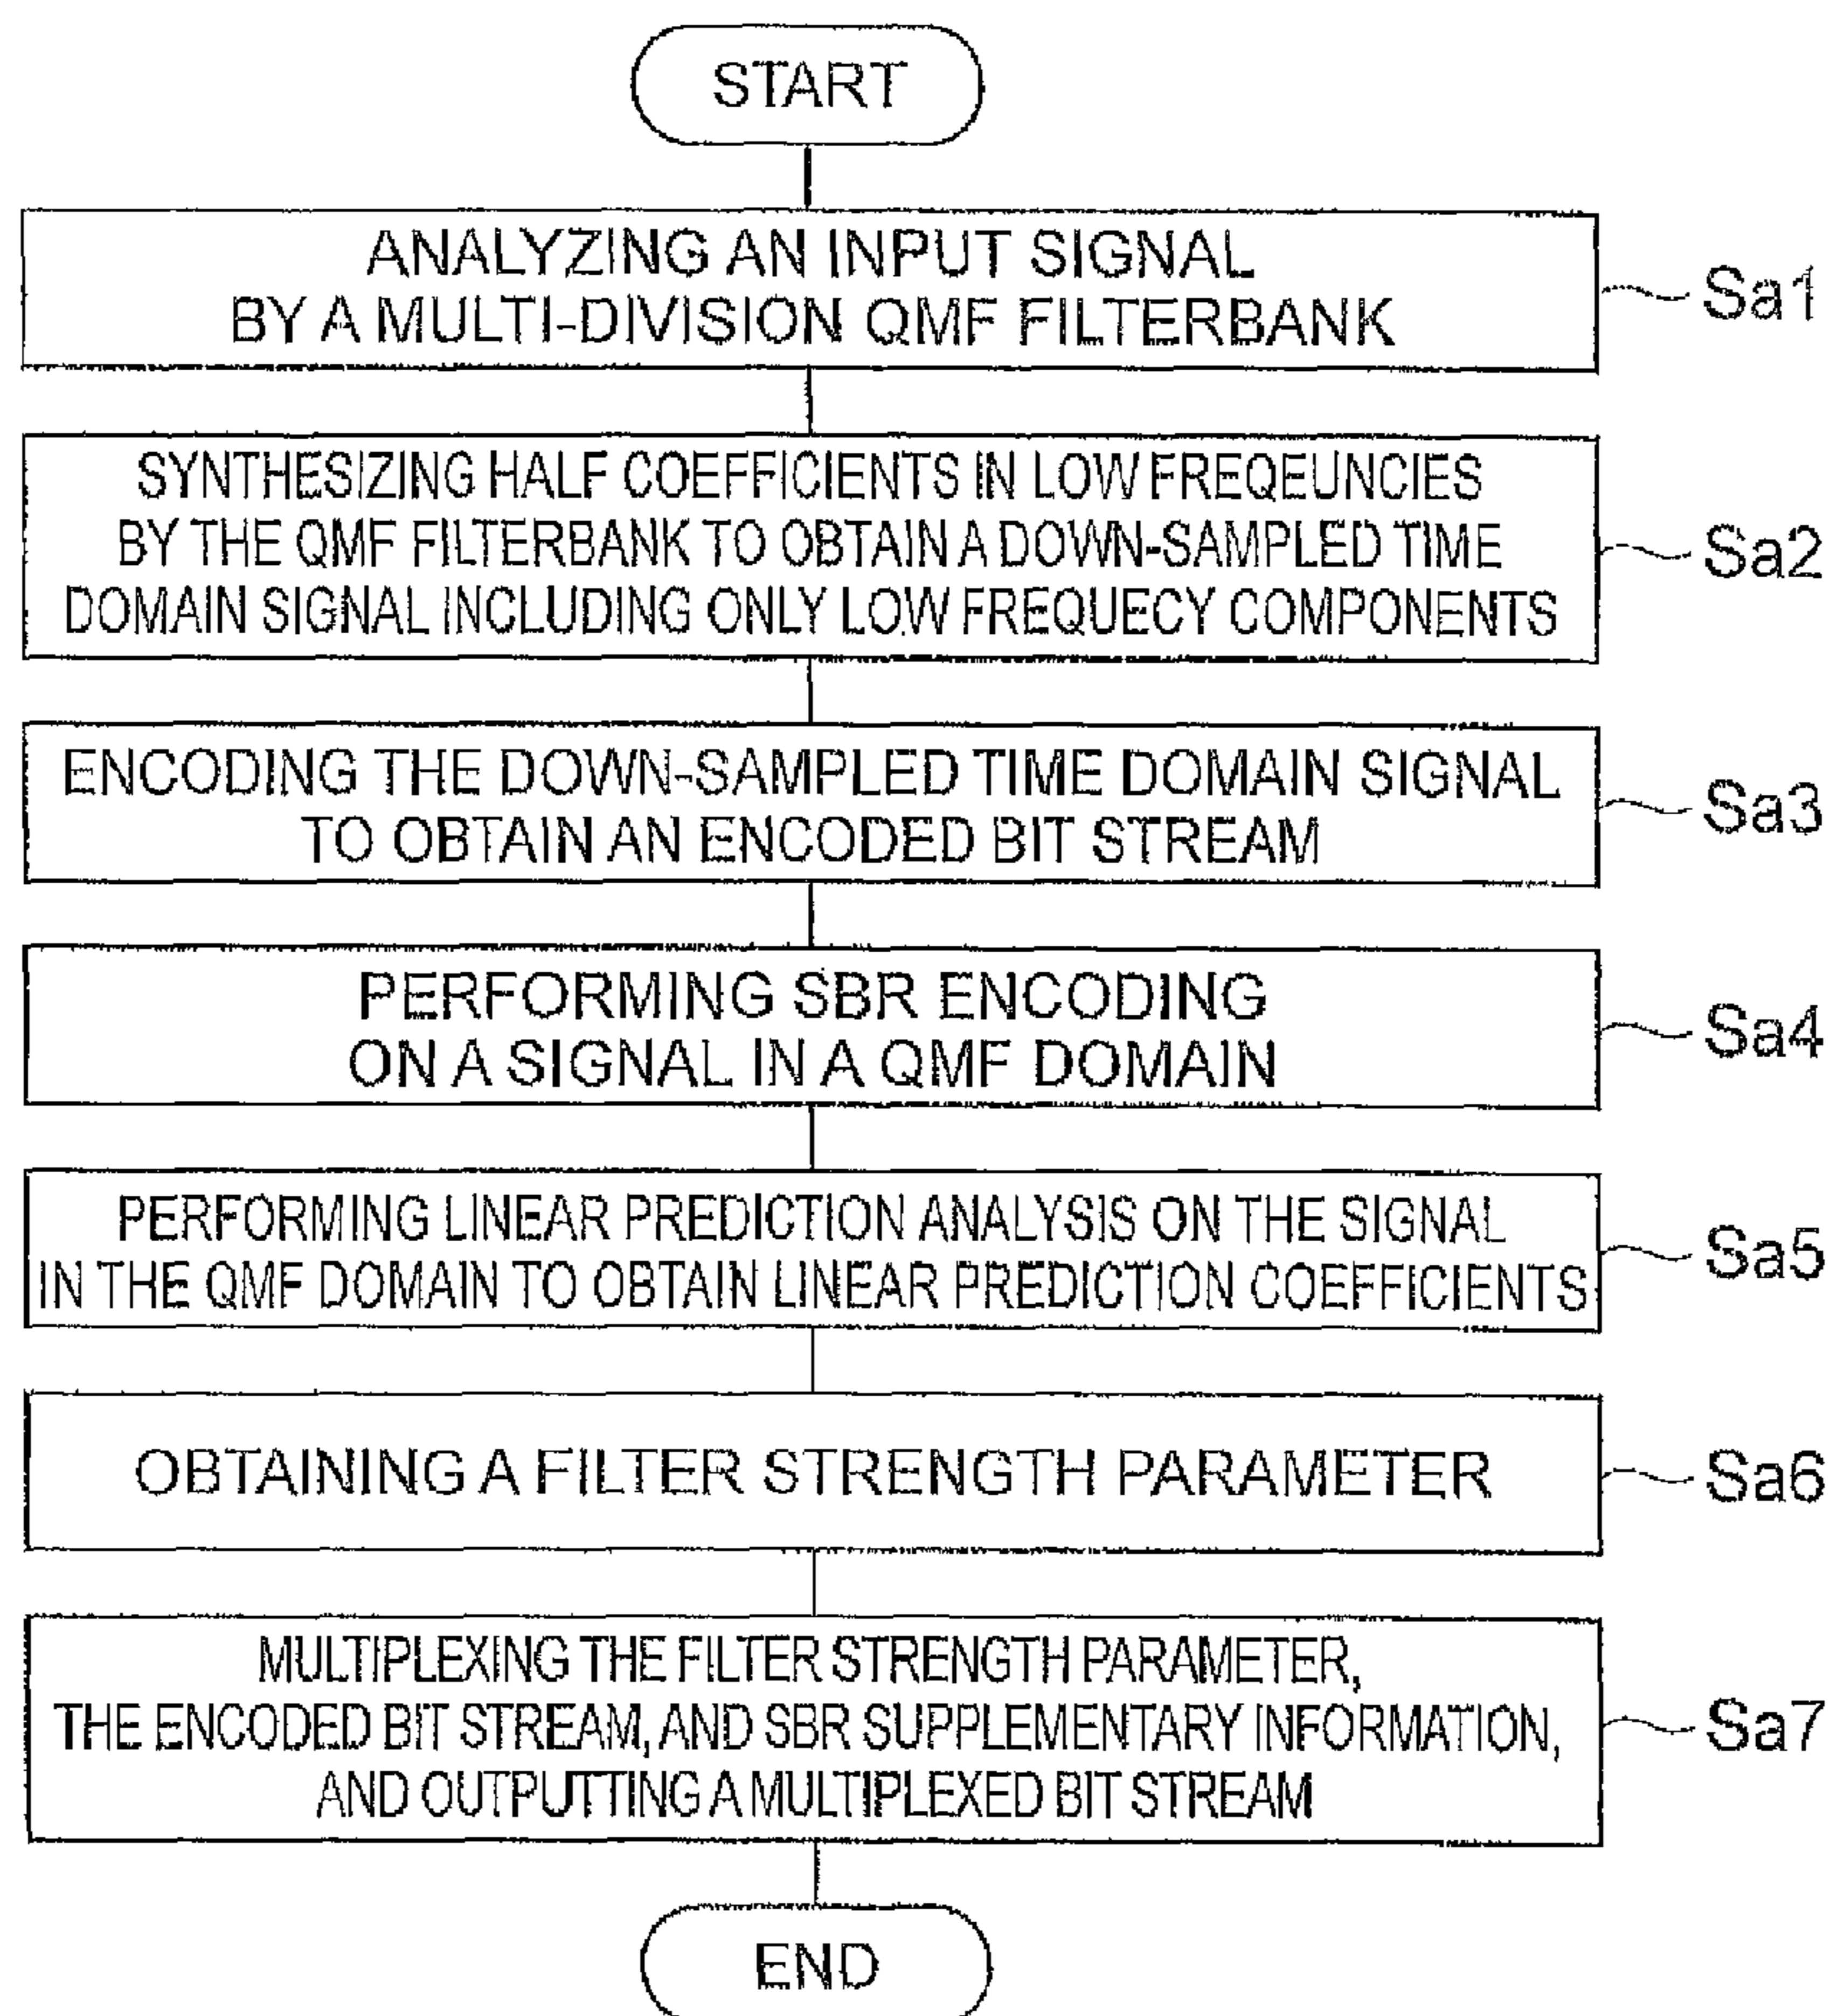 START
ANALYZING AN INPUT SIGNAL
BY A MULTI-DIVISION QMF FILTERBANK
Sa1
SYNTHESIZING HALF COEFFICIENTS IN LOW FREQEUNCIES
BY THE QMF FILTERBANK TO OBTAIN A DOWN-SAMPLED TIME
DOMAIN SIGNAL INCLUDING ONLY LOW FREQUECY COMPONENTS
Sa2
ENCODING THE DOWN-SAMPLED TIME DOMAIN SIGNAL
TO OBTAIN AN ENCODED BIT STREAM
Sa3
PERFORMING SBR ENCODING
ON A SIGNAL IN A QMF DOMAIN
Sa4
PERFORMING LINEAR PREDICTION ANALYSIS ON THE SIGNAL
IN THE QMF DOMAIN TO OBTAIN LINEAR PREDICTION COEFFICIENTS
Sa5
OBTAINING A FILTER STRENGTH PARAMETER
Sa6
MULTIPLEXING THE FILTER STRENGTH PARAMETER,
THE ENCODED BIT STREAM, AND SBR SUPPLEMENTARY INFORMATION,
AND OUTPUTTING A MULTIPLEXED BIT STREAM
Sa7
END